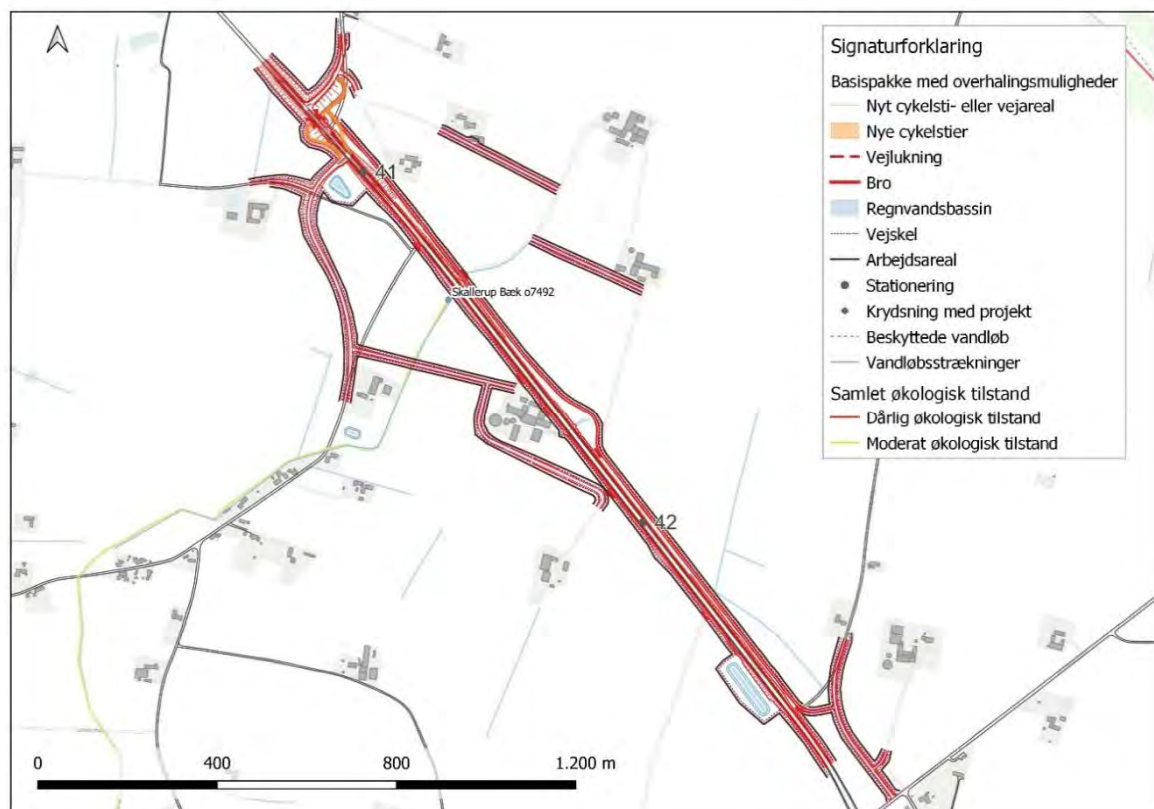 Signaturforklaring
Basispakke med overhalingsmuligheder
Nyt cykelsti- eller vejareal
Nye cykelstier
Vejlukning
Bro
Regnvandsbassin
Vejskel
Arbejdsareal
Stationering
Krydsning med projekt
Beskyttede vandløb
Vandløbsstrækninger
Samlet økologisk tilstand
Dårlig økologisk tilstand
Moderat økologisk tilstand
41
Skallerup Bæk o7492
42
0 400 800 1.200 m